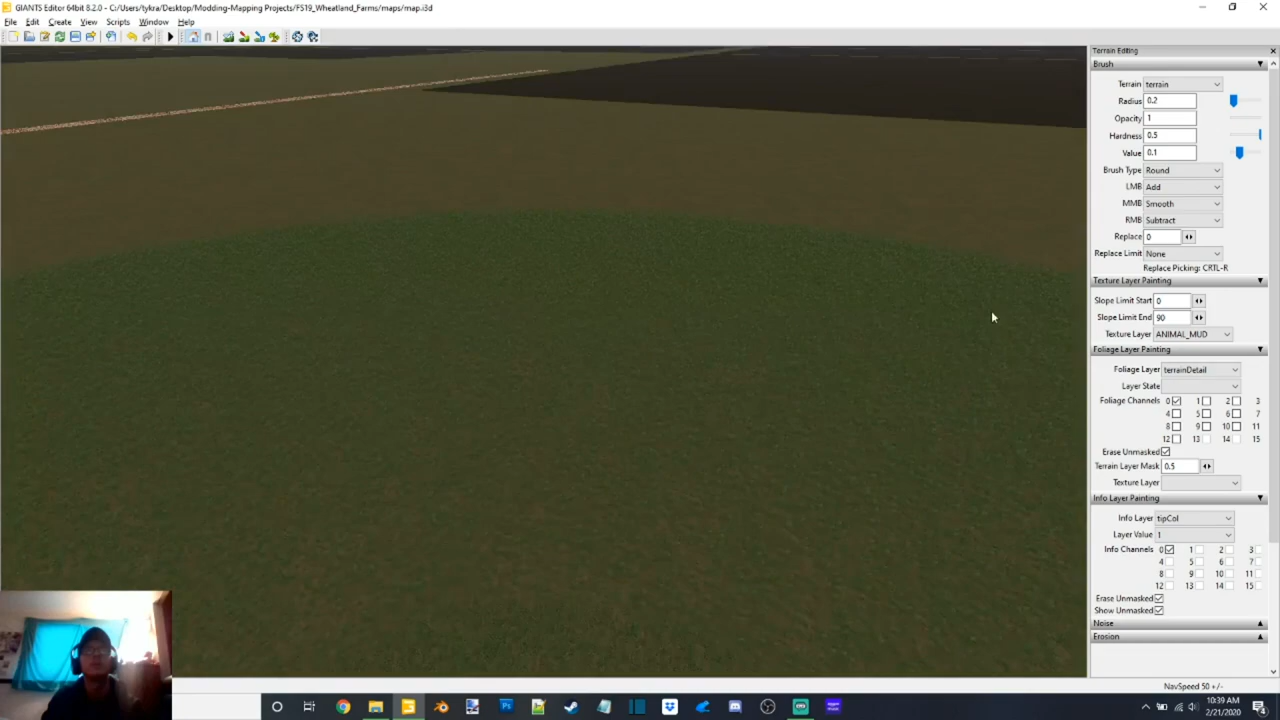 GIANTS Editor 64bit 8.2.0 - C:/Users/tykra/Desktop/Modding-Mapping Projects/FS19_Wheatland_Farms/maps/map.i3d
File Edit Create View Scripts Window Help
Terrain Editing
Brush
Terrain terrain
Radius 0.2
Opacity 1
Hardness 0.5
Value 0.1
Brush Type Round
LMB Add
MMB Smooth
RMB Subtract
Replace 0
Replace Limit None
Replace Picking: CRTL-R
Texture Layer Painting
Slope Limit Start 0
Slope Limit End 90
Texture Layer ANIMAL_MUD
Foliage Layer Painting
Foliage Layer terrainDetail
Layer State
Foliage Channels 0 1 2 3
4 5 6 7
8 9 10 11
12 13 14 15
Erase Unmasked
Terrain Layer Mask 0.5
Texture Layer
Info Layer Painting
Info Layer tipCol
Layer Value 1
Info Channels 0 1 2 3
4 5 6 7
8 9 10 11
12 13 14 15
Erase Unmasked
Show Unmasked
Noise
Erosion
NavSpeed 50 +/-
10:39 AM
2/21/2020